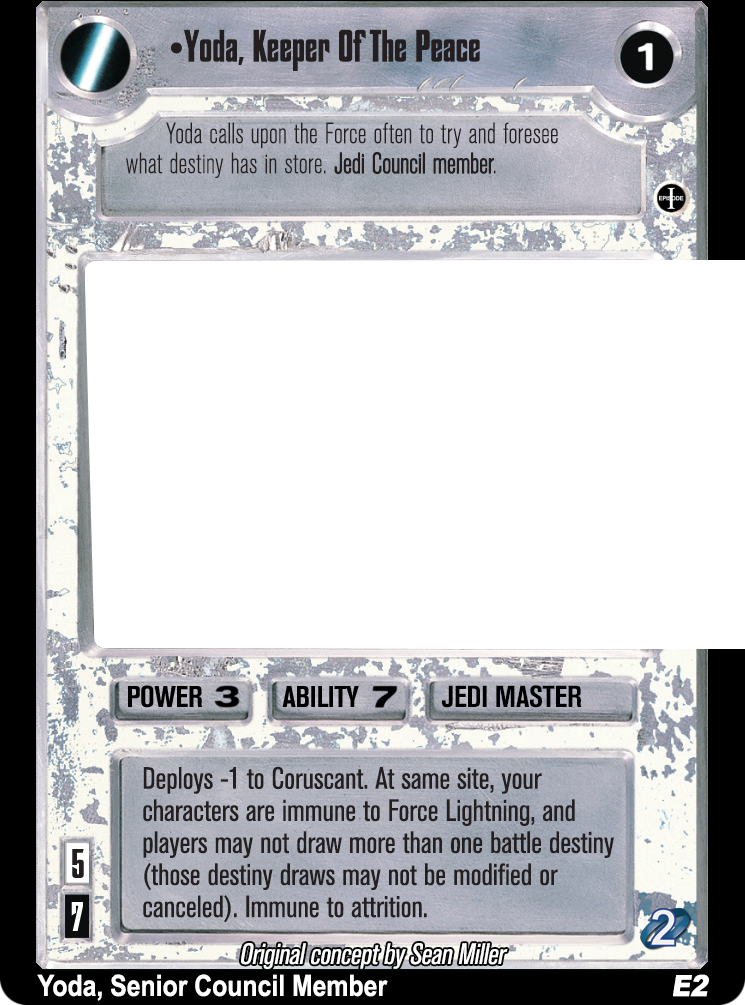 •Yoda, Keeper Of The Peace
1
Yoda calls upon the Force often to try and foresee
what destiny has in store. Jedi Council member.
EPISODE I
POWER 3 ABILITY 7 JEDI MASTER
Deploys -1 to Coruscant. At same site, your
characters are immune to Force Lightning, and
players may not draw more than one battle destiny
(those destiny draws may not be modified or
canceled). Immune to attrition.
5
7
2
Original concept by Sean Miller
Yoda, Senior Council Member E2